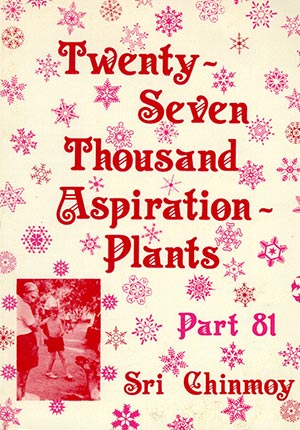 Twenty-
Seven
Thousand
Aspiration-
Plants
Part 81
Sri Chinmoy